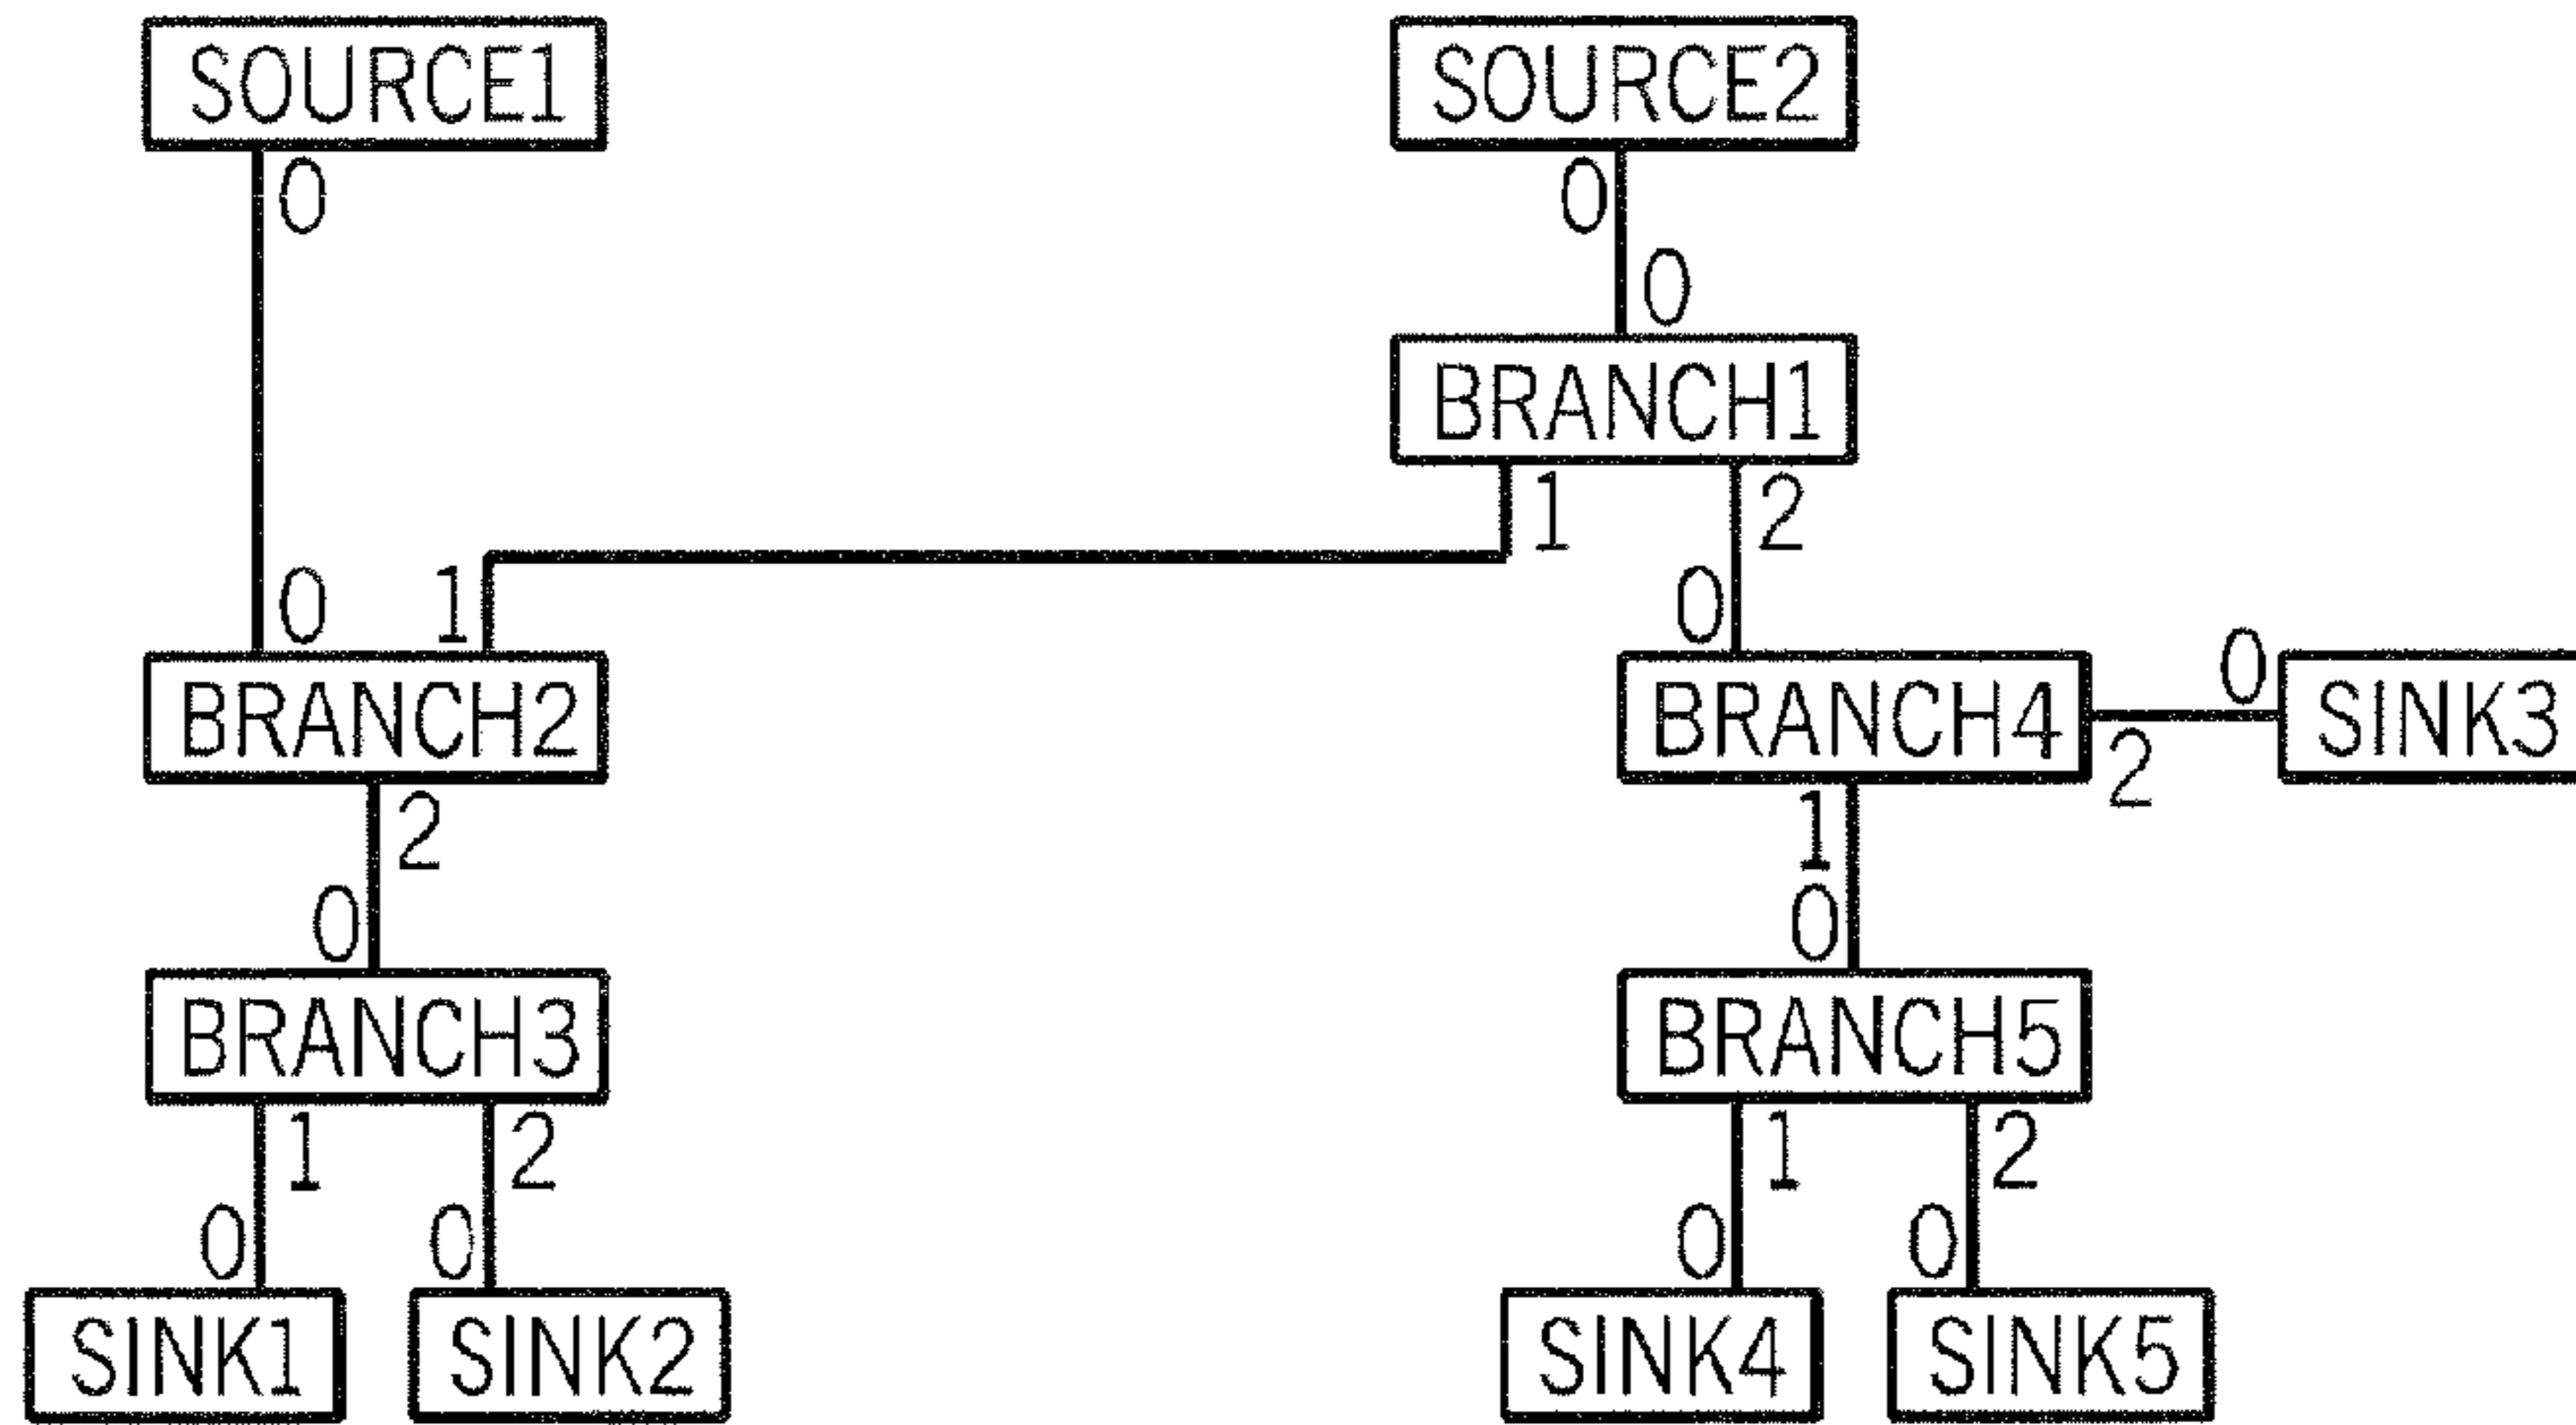 SOURCE1 SOURCE2
0 0
0
BRANCH1
1 2
0 1 0 0
BRANCH2 BRANCH4 SINK3
2 1 2
0 0
BRANCH3 BRANCH5
1 2 1 2
0 0 0 0
SINK1 SINK2 SINK4 SINK5